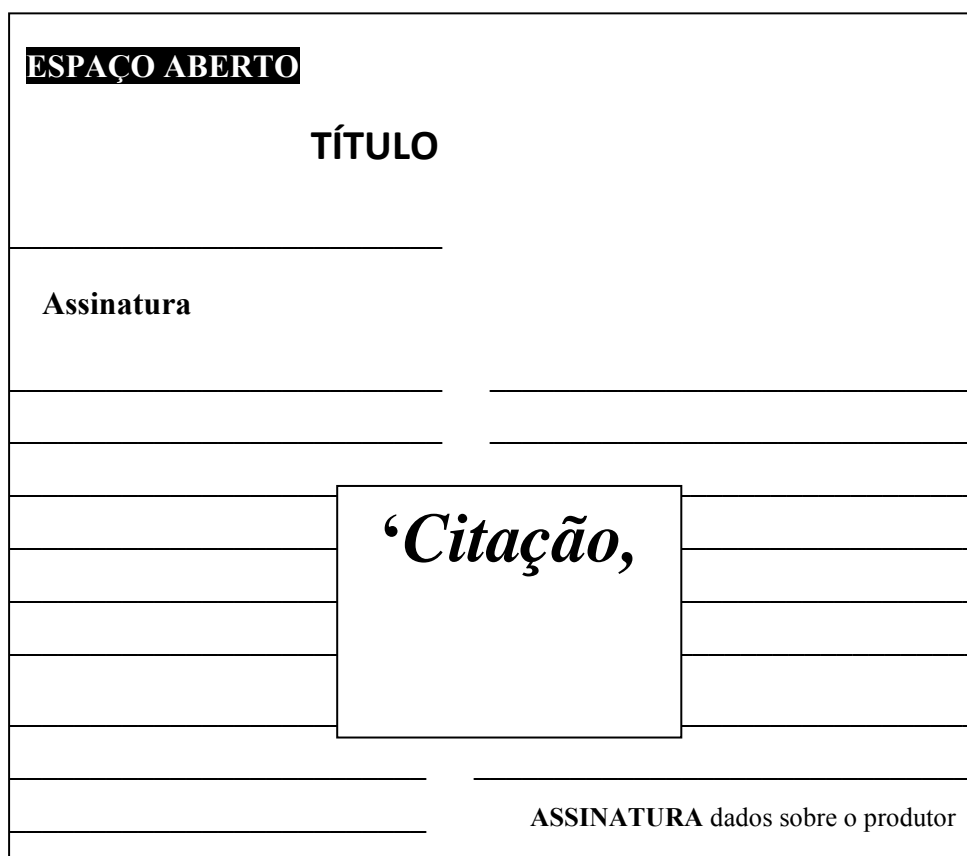 ESPAÇO ABERTO
TÍTULO
Assinatura
‘Citação,
ASSINATURA dados sobre o produtor